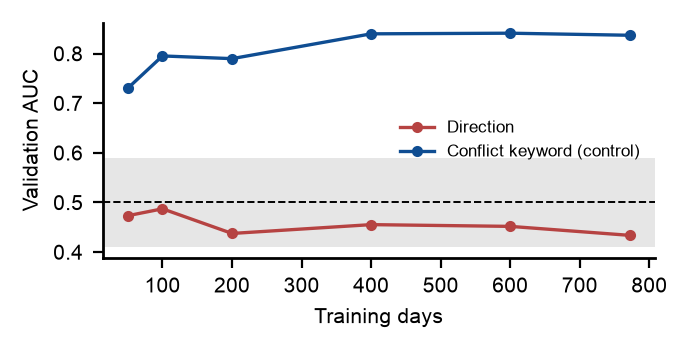 Validation AUC
0.8
0.7
0.6
0.5
0.4
Direction
Conflict keyword (control)
100 200 300 400 500 600 700 800
Training days